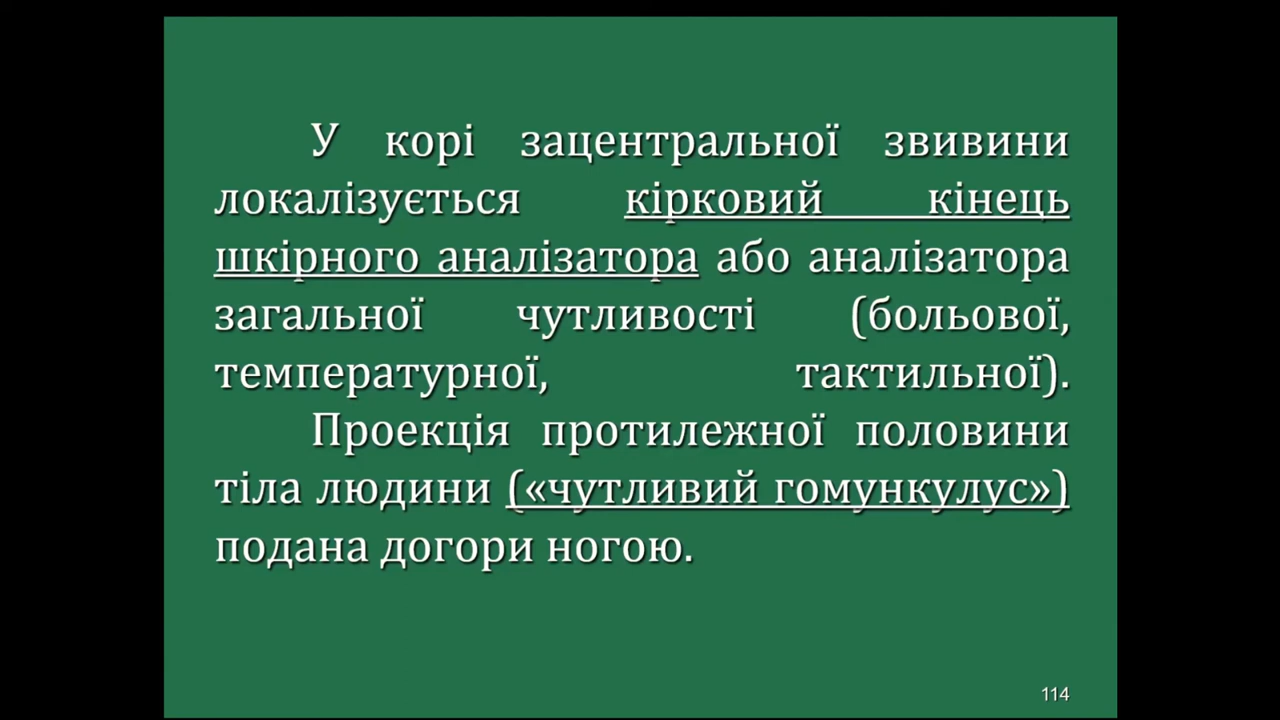 У корі зацентральної звивини
локалізується кірковий кінець
шкірного аналізатора або аналізатора
загальної чутливості (больової,
температурної, тактильної).
Проекція протилежної половини
тіла людини («чутливий гомункулус»)
подана догори ногою.
114